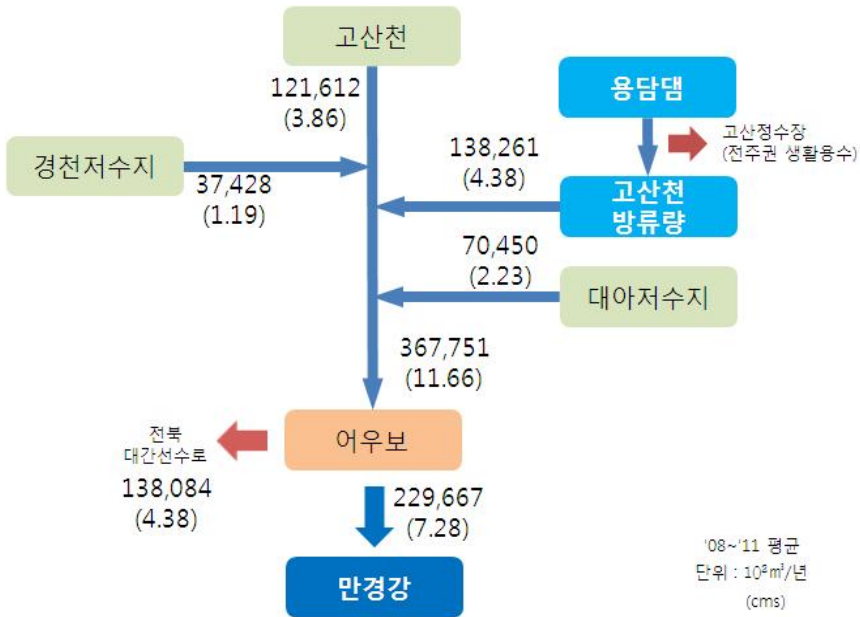 고산천
121,612
(3.86)
용담댐
고산정수장
(전주권 생활용수)
138,261
(4.38)
경천저수지
37,428
(1.19)
고산천
방류량
70,450
(2.23)
대아저수지
367,751
(11.66)
전북
대간선수로
어우보
138,084
(4.38)
229,667
(7.28)
만경강
'08~'11 평균
단위 : 10³㎥/년
(cms)